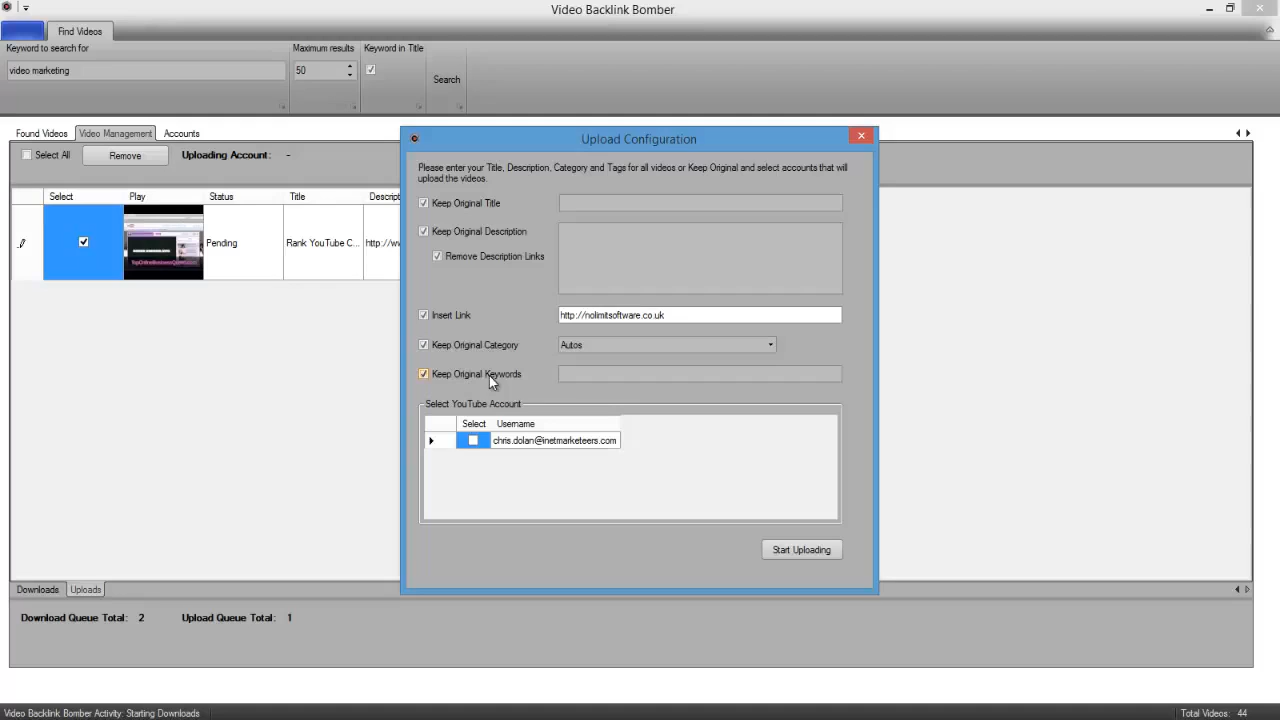 Video Backlink Bomber
Find Videos
Keyword to search for
Maximum results
Keyword in Title
video marketing
50
Search
Found Videos
Video Management
Accounts
Select All
Remove
Uploading Account: -
Select
Play
Status
Title
Descript
Pending
Rank YouTube C...
http://ww
Upload Configuration
Please enter your Title, Description, Category and Tags for all videos or Keep Original and select accounts that will
upload the videos.
Keep Original Title
Keep Original Description
Remove Description Links
Insert Link
http://nolimitsoftware.co.uk
Keep Original Category
Autos
Keep Original Keywords
Select YouTube Account
Select
Username
chris.dolan@inetmarketeers.com
Start Uploading
Downloads
Uploads
Download Queue Total: 2
Upload Queue Total: 1
Video Backlink Bomber Activity: Starting Downloads
Total Videos: 44